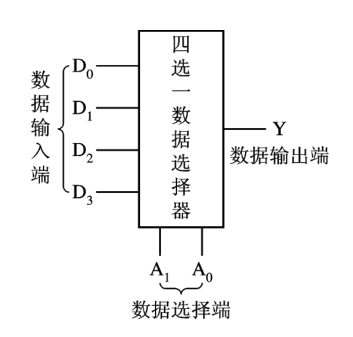 数据输入端
D0
D1
D2
D3
四选一数据选择器
Y
数据输出端
A1 A0
数据选择端